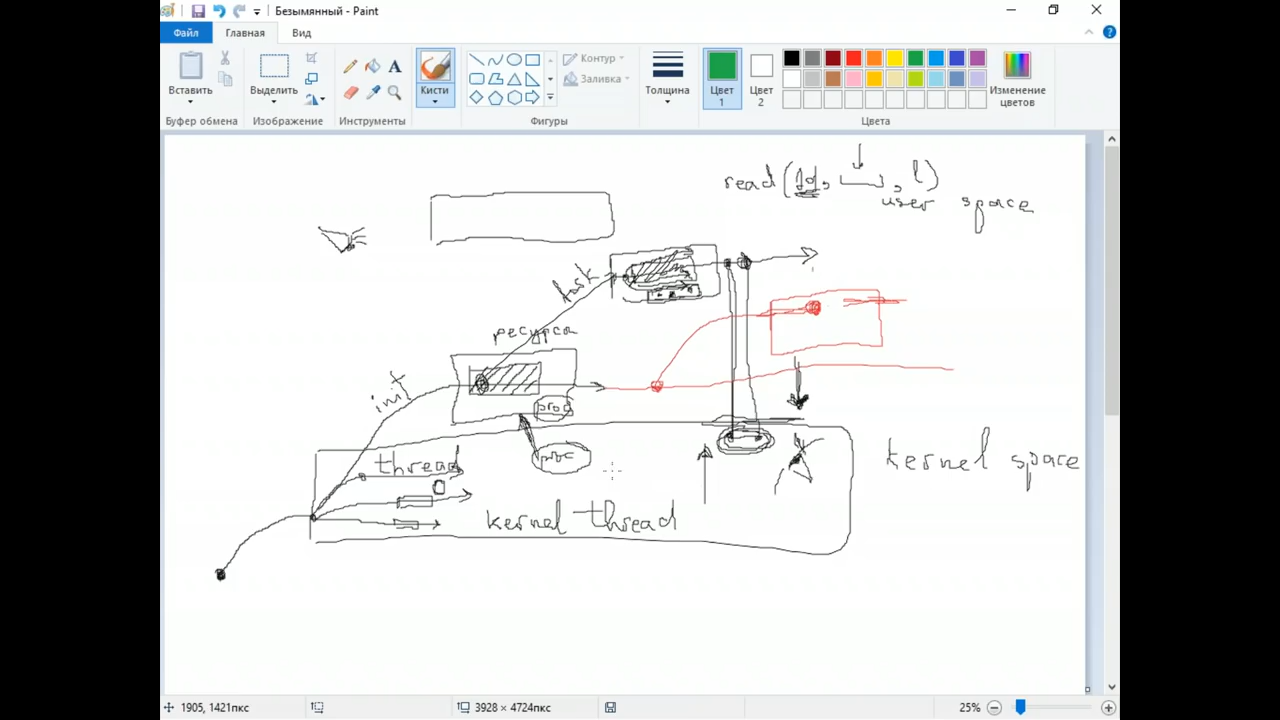 Безымянный - Paint
Файл
Главная
Вид
Вставить
Выделить
Кисти
Контур
Заливка
Толщина
Цвет 1
Цвет 2
Изменение цветов
Буфер обмена
Изображение
Инструменты
Фигуры
Цвета
read(fd, , l)
user space
task
ресурсы
init
proc
thread
proc
kernel space
kernel thread
1905, 1421пкс
3928 × 4724пкс
25%